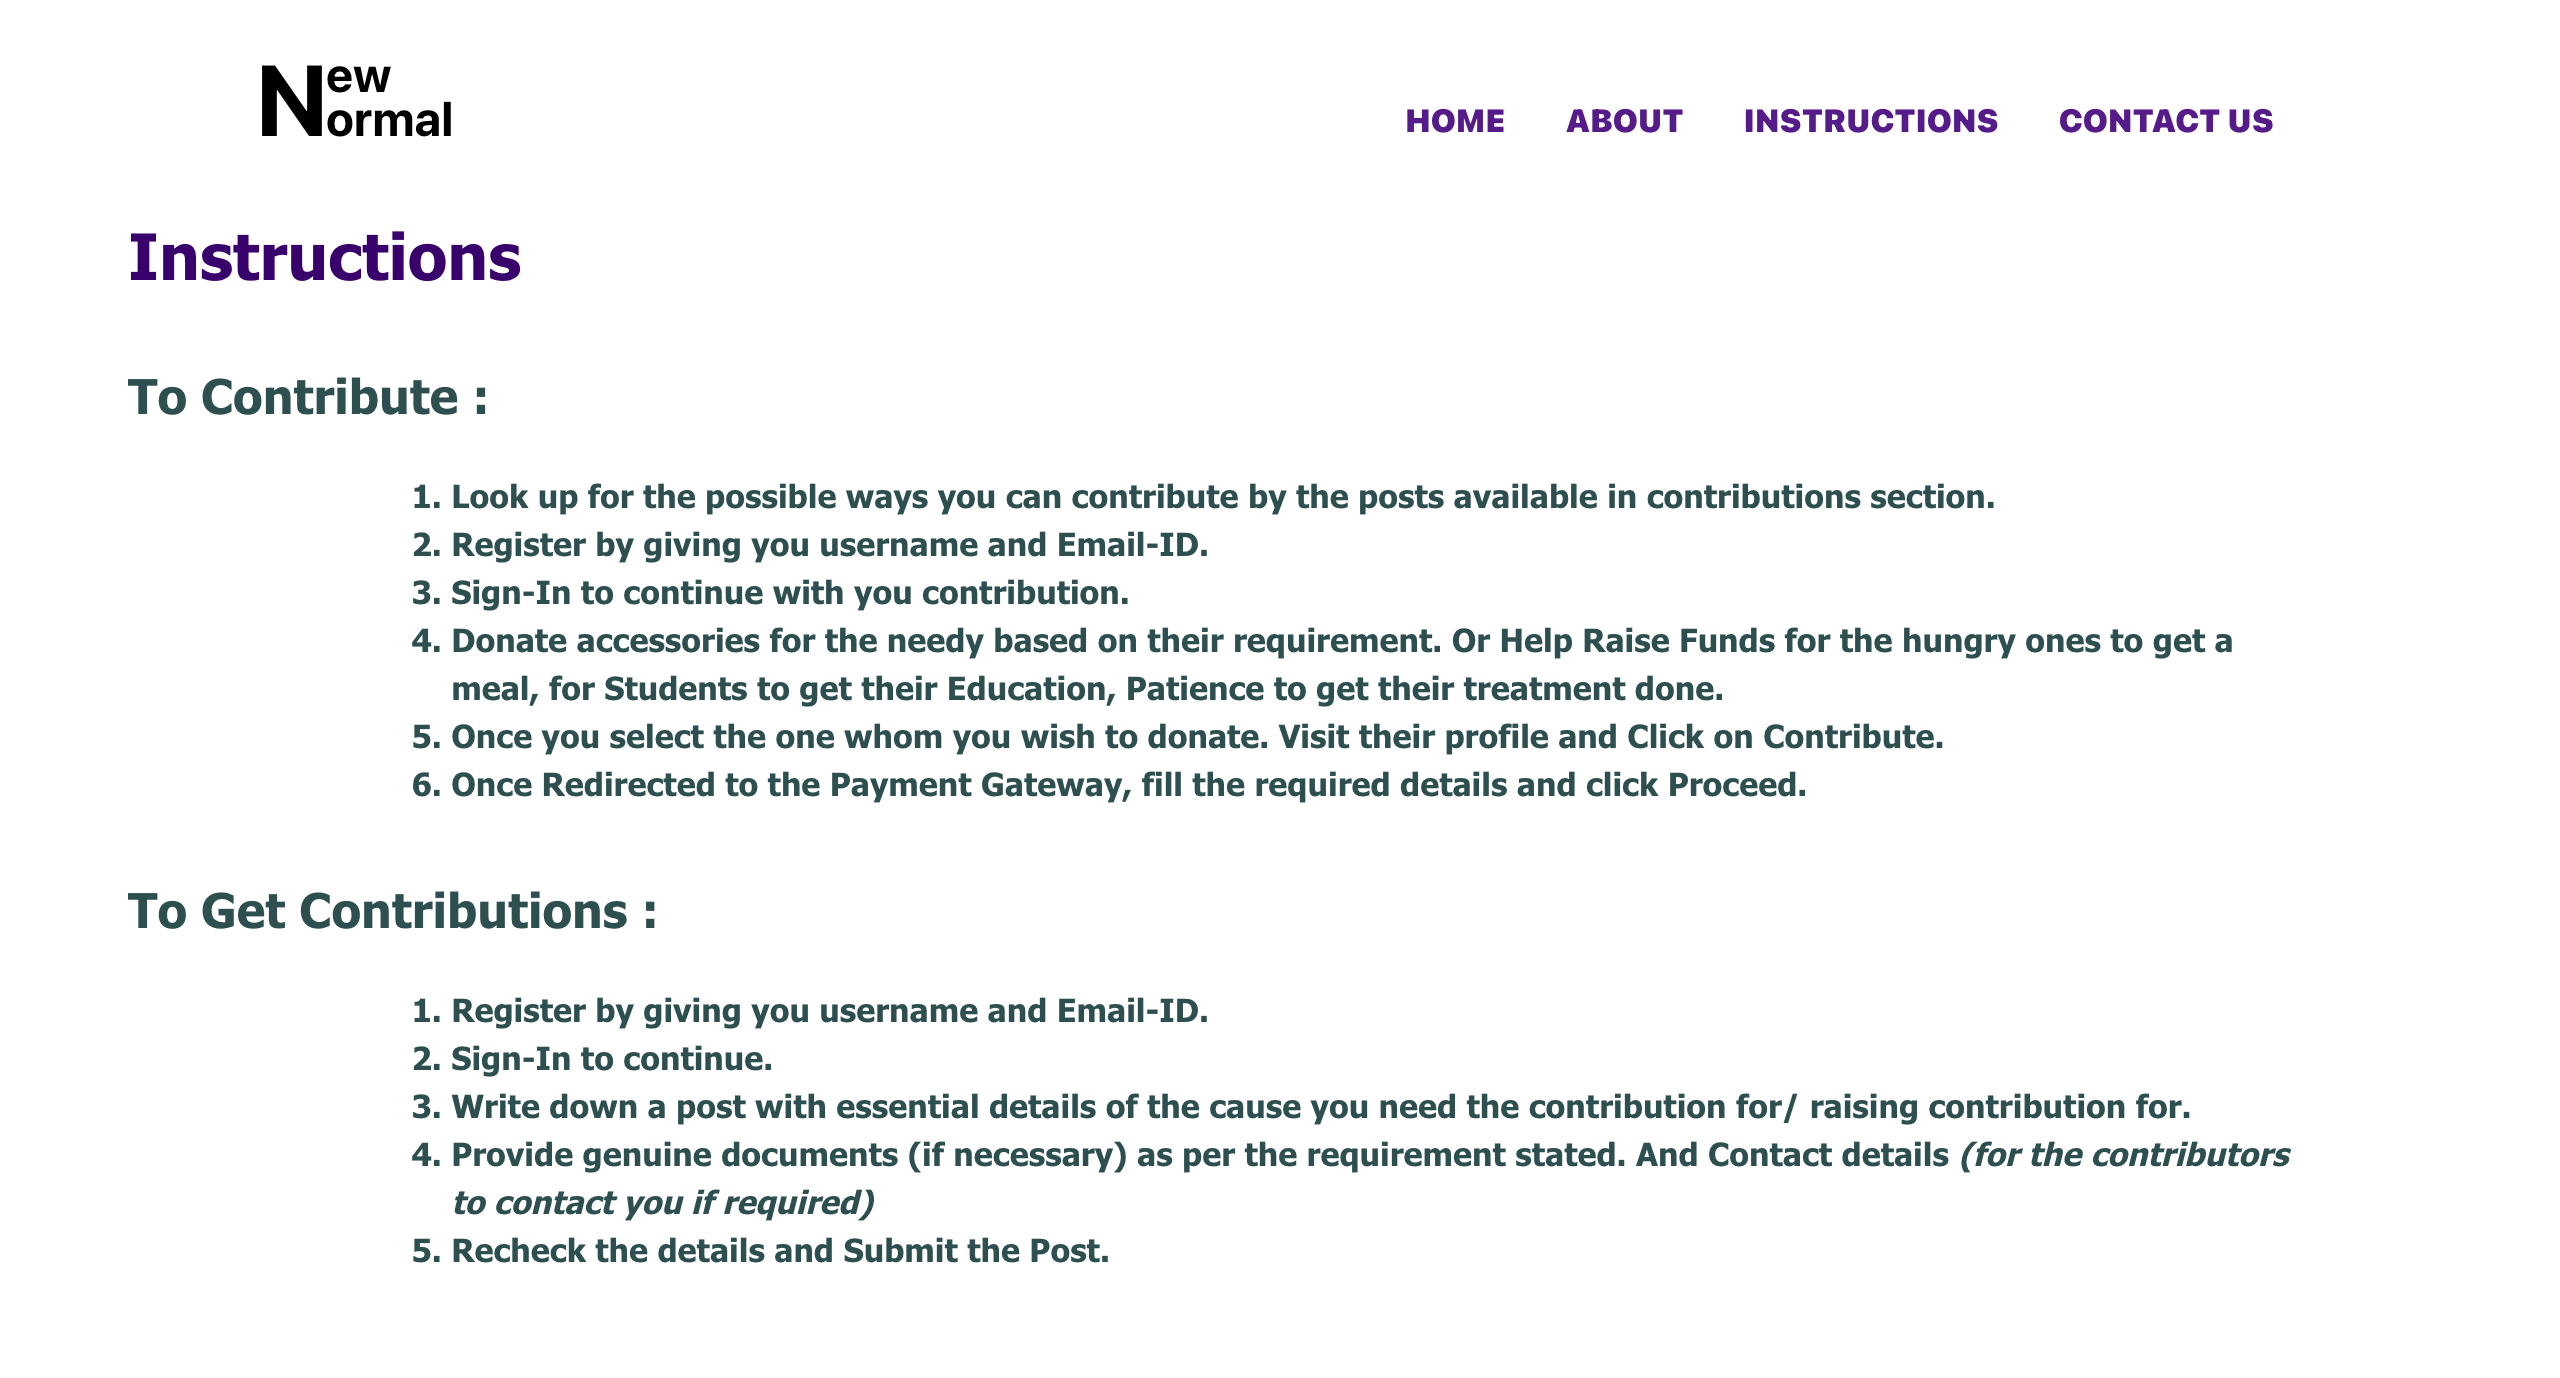 New
Normal
HOME ABOUT INSTRUCTIONS CONTACT US
Instructions
To Contribute :
1. Look up for the possible ways you can contribute by the posts available in contributions section.
2. Register by giving you username and Email-ID.
3. Sign-In to continue with you contribution.
4. Donate accessories for the needy based on their requirement. Or Help Raise Funds for the hungry ones to get a
meal, for Students to get their Education, Patience to get their treatment done.
5. Once you select the one whom you wish to donate. Visit their profile and Click on Contribute.
6. Once Redirected to the Payment Gateway, fill the required details and click Proceed.
To Get Contributions :
1. Register by giving you username and Email-ID.
2. Sign-In to continue.
3. Write down a post with essential details of the cause you need the contribution for/ raising contribution for.
4. Provide genuine documents (if necessary) as per the requirement stated. And Contact details (for the contributors
to contact you if required)
5. Recheck the details and Submit the Post.